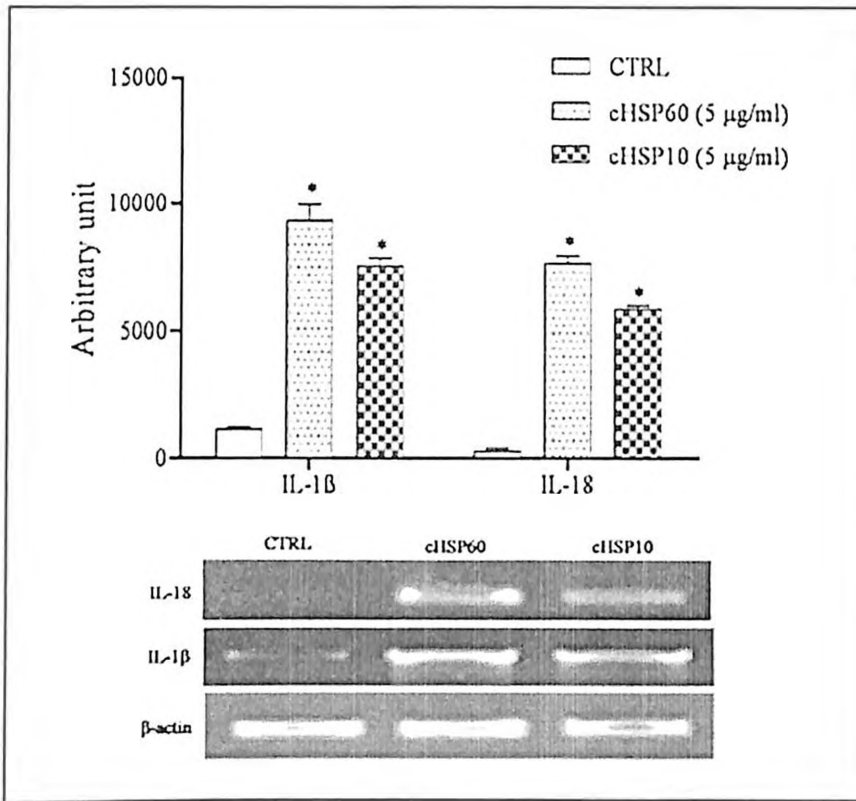 15000
10000
5000
0
Arbitrary unit
CTRL
cHSP60 (5 µg/ml)
cHSP10 (5 µg/ml)
*
*
*
*
IL-1β
IL-18
CTRL cHSP60 cHSP10
IL-18
IL-1β
β-actin